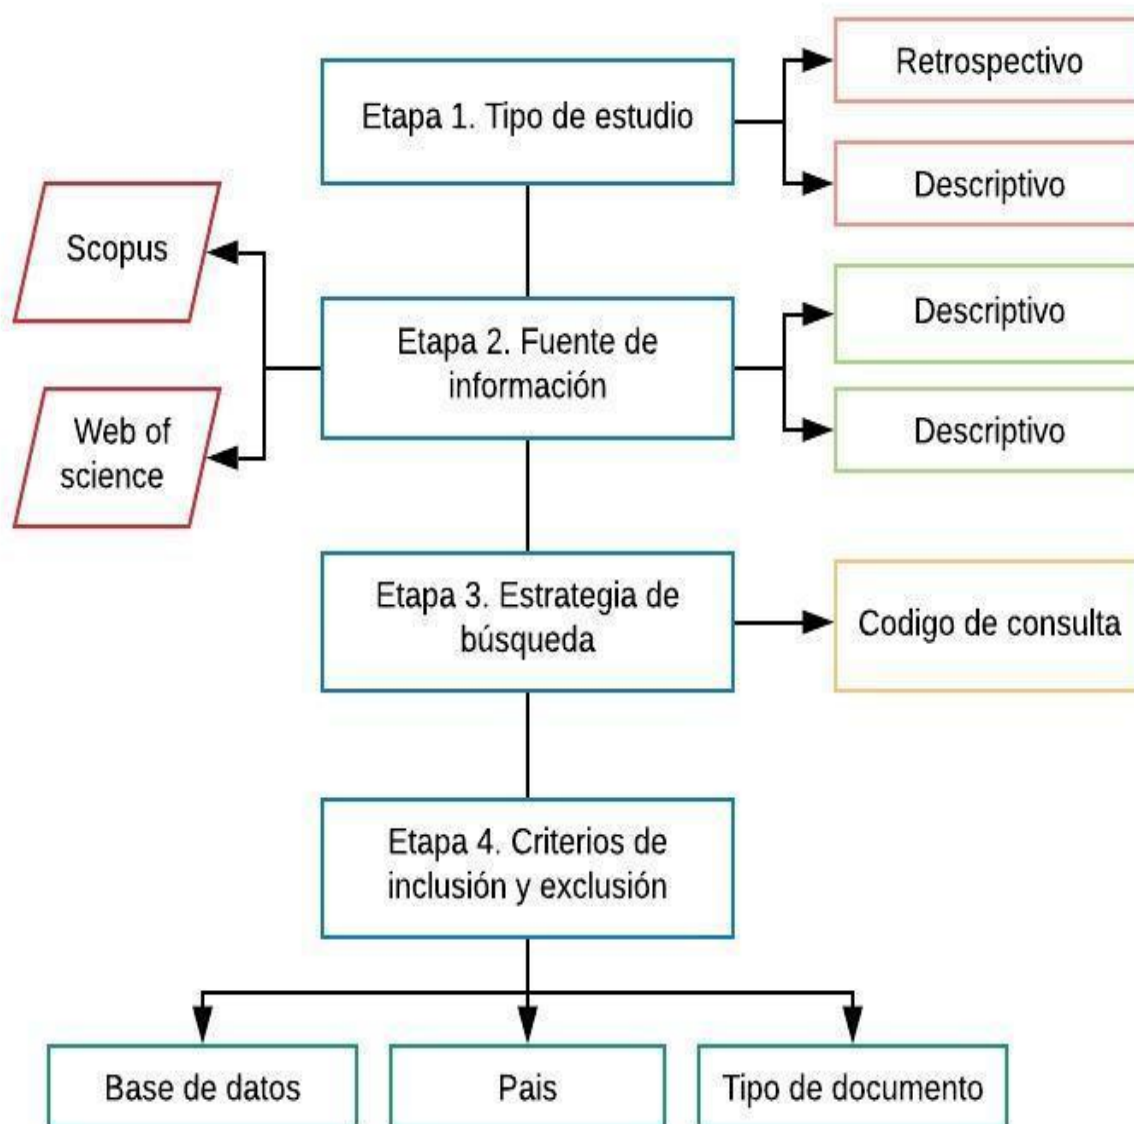 Retrospectivo
Etapa 1. Tipo de estudio
Descriptivo
Scopus
Descriptivo
Etapa 2. Fuente de
información
Descriptivo
Web of
science
Etapa 3. Estrategia de
búsqueda
Codigo de consulta
Etapa 4. Criterios de
inclusión y exclusión
Base de datos
Pais
Tipo de documento